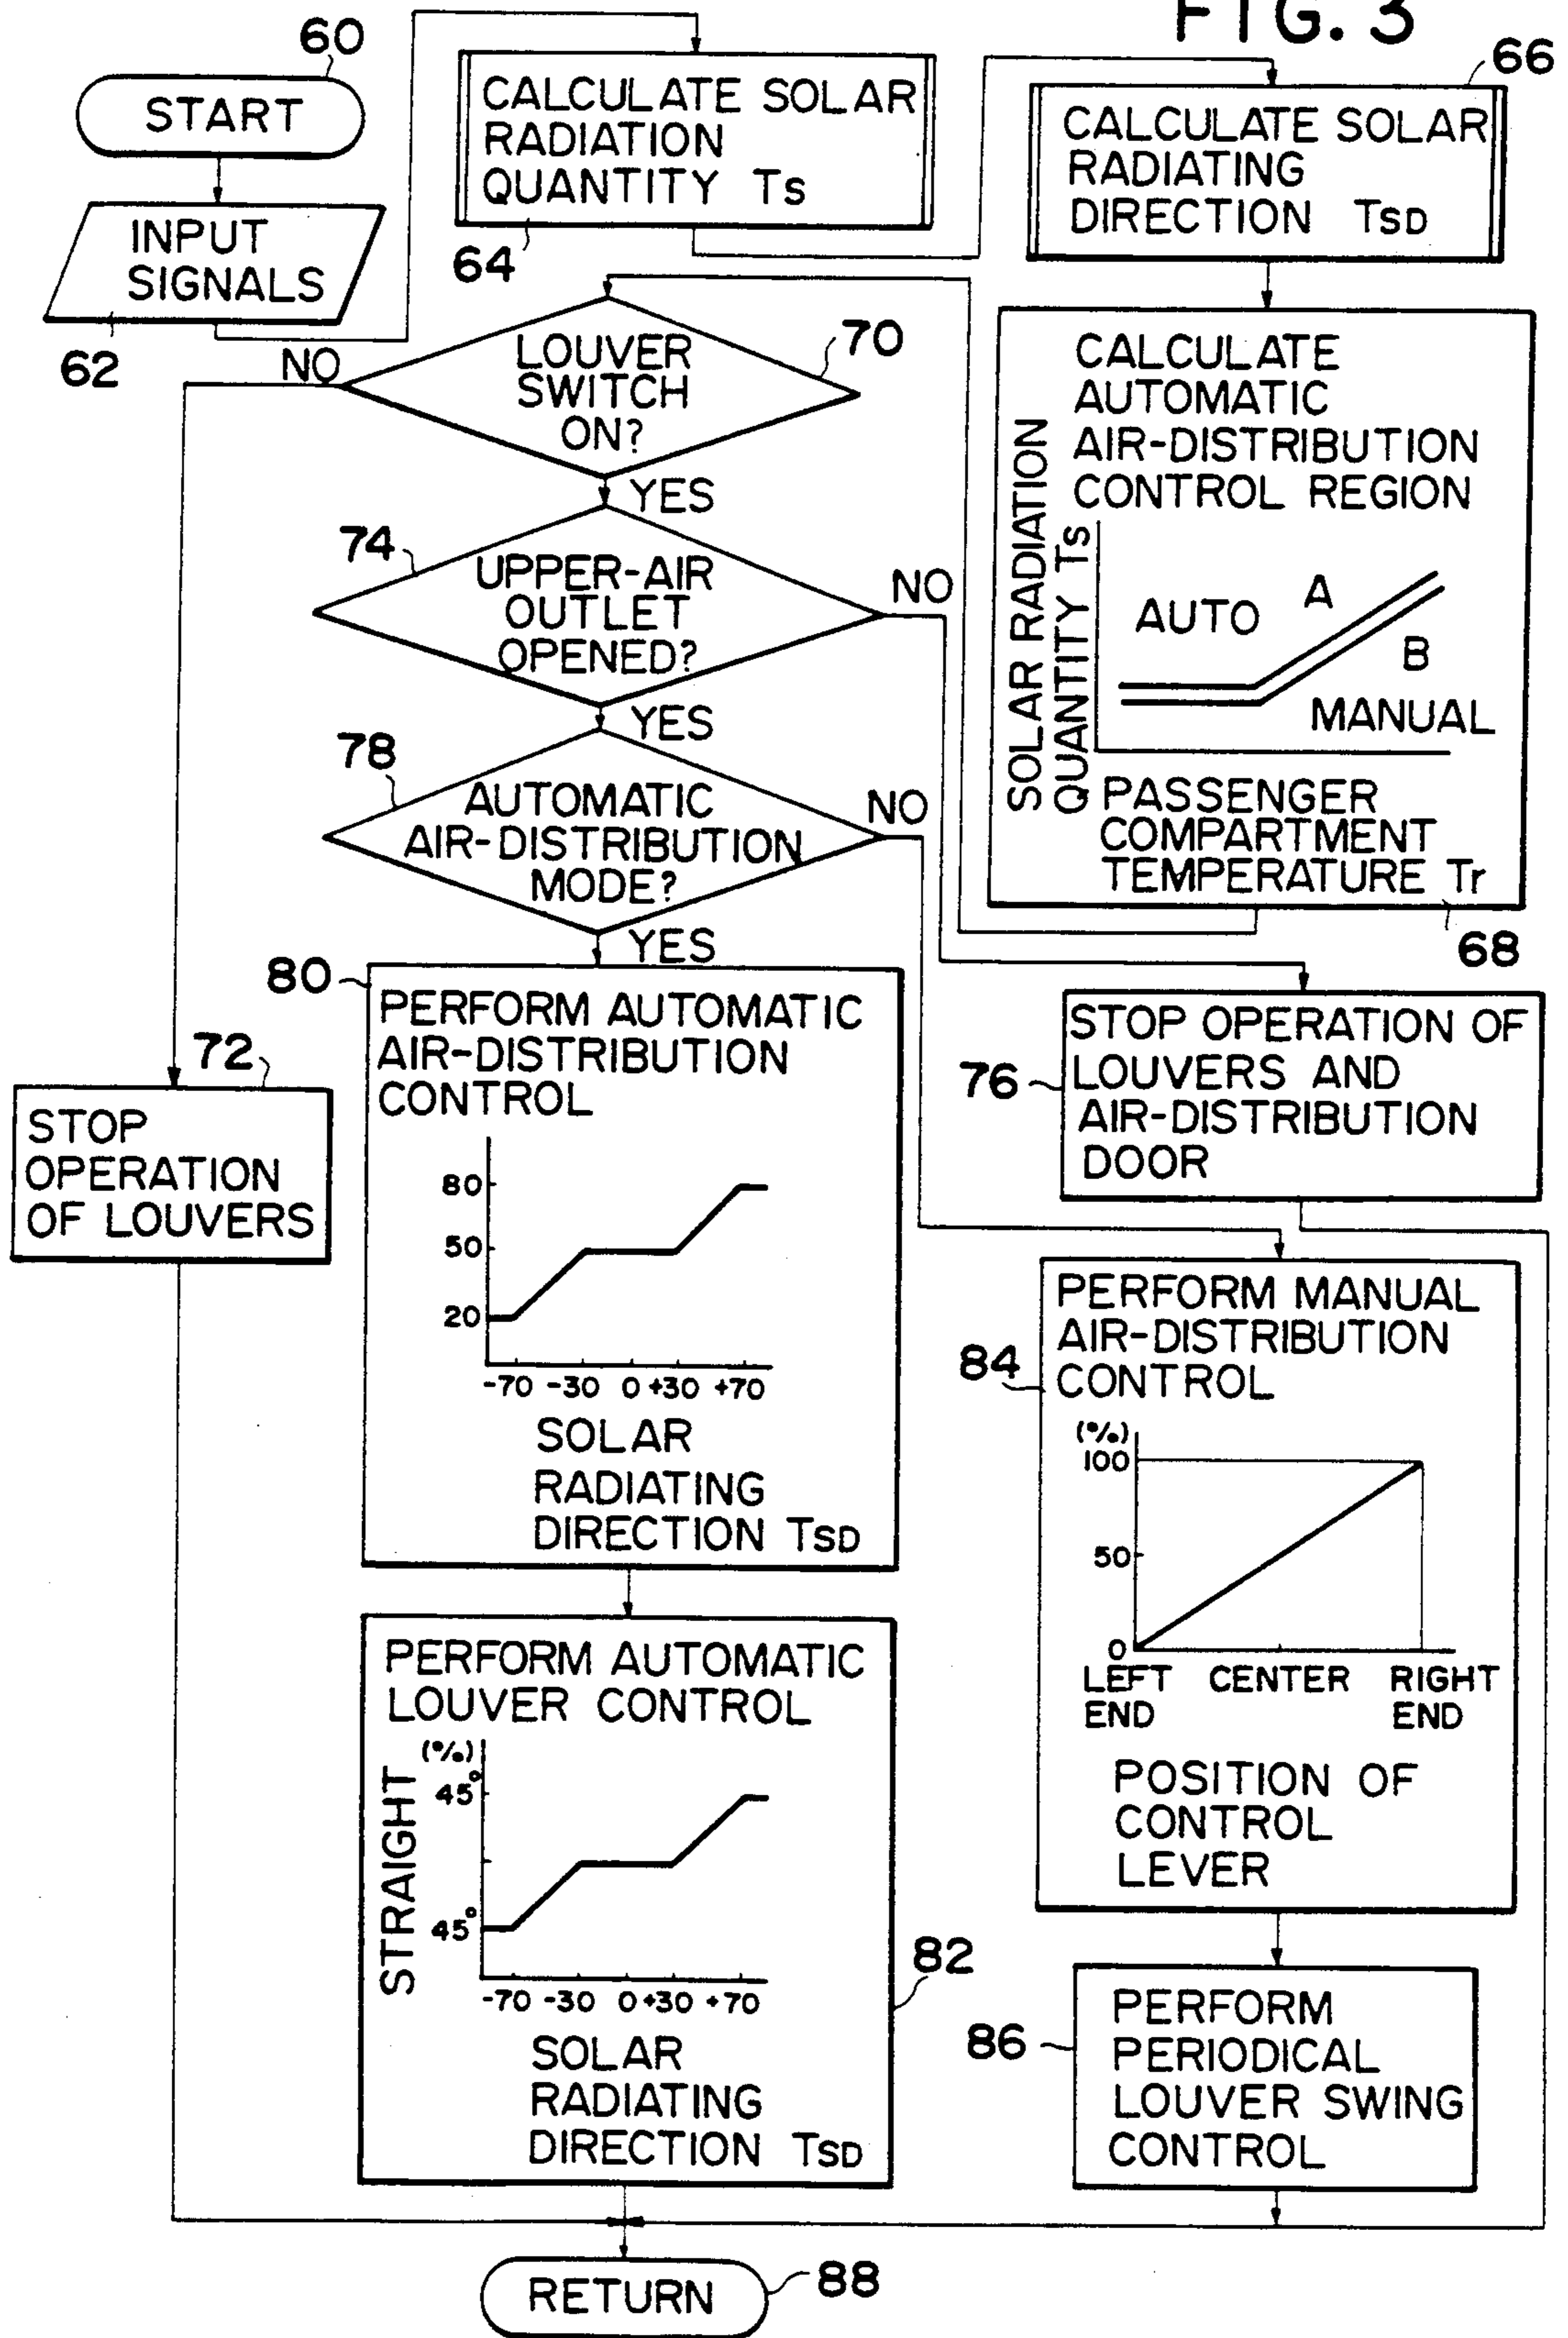 FIG. 3
60
START
INPUT
SIGNALS
62
CALCULATE SOLAR
RADIATION
QUANTITY Ts
64
66
CALCULATE SOLAR
RADIATING
DIRECTION TSD
CALCULATE
AUTOMATIC
AIR-DISTRIBUTION
CONTROL REGION
SOLAR RADIATION
QUANTITY Ts
AUTO
A
B
MANUAL
PASSENGER
COMPARTMENT
TEMPERATURE Tr
68
LOUVER
SWITCH
ON?
70
NO
YES
74
UPPER-AIR
OUTLET
OPENED?
NO
YES
78
AUTOMATIC
AIR-DISTRIBUTION
MODE?
NO
YES
72
STOP
OPERATION
OF LOUVERS
80
PERFORM AUTOMATIC
AIR-DISTRIBUTION
CONTROL
80
50
20
-70 -30 0 +30 +70
SOLAR
RADIATING
DIRECTION TSD
76
STOP OPERATION OF
LOUVERS AND
AIR-DISTRIBUTION
DOOR
84
PERFORM MANUAL
AIR-DISTRIBUTION
CONTROL
(%)
100
50
0
LEFT CENTER RIGHT
END END
POSITION OF
CONTROL
LEVER
PERFORM AUTOMATIC
LOUVER CONTROL
(%)
STRAIGHT
45°
45°
-70 -30 0 +30 +70
SOLAR
RADIATING
DIRECTION TSD
82
86
PERFORM
PERIODICAL
LOUVER SWING
CONTROL
RETURN
88